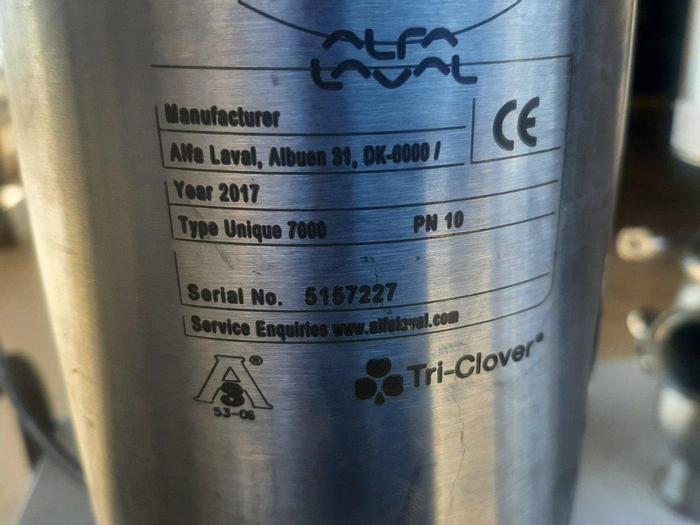 ALFA
LAVAL
Manufacturer
CE
Alfa Laval, Albuen 31, DK-6000 /
Year 2017
Type Unique 7000 PN 10
Serial No. 5157227
Service Enquiries www.alfalaval.com
A ®
3
53-06
Tri-Clover®